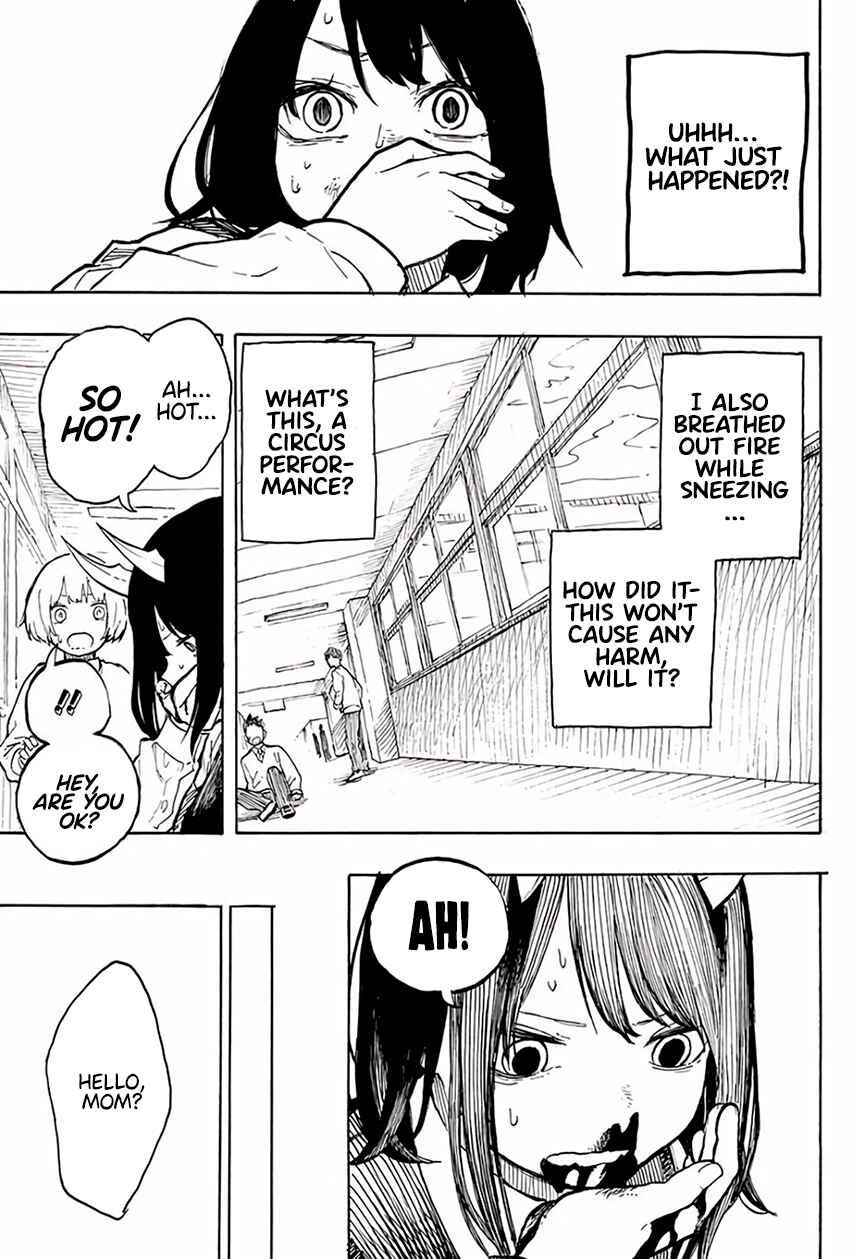 UHHH...
WHAT JUST
HAPPENED?!
I ALSO
BREATHED
OUT FIRE
WHILE
SNEEZING
...
HOW DID IT-
THIS WON'T
CAUSE ANY
HARM,
WILL IT?
WHAT'S
THIS, A
CIRCUS
PERFOR-
MANCE?
AH...
HOT...
SO
HOT!
!!
HEY,
ARE YOU
OK?
AH!
HELLO,
MOM?